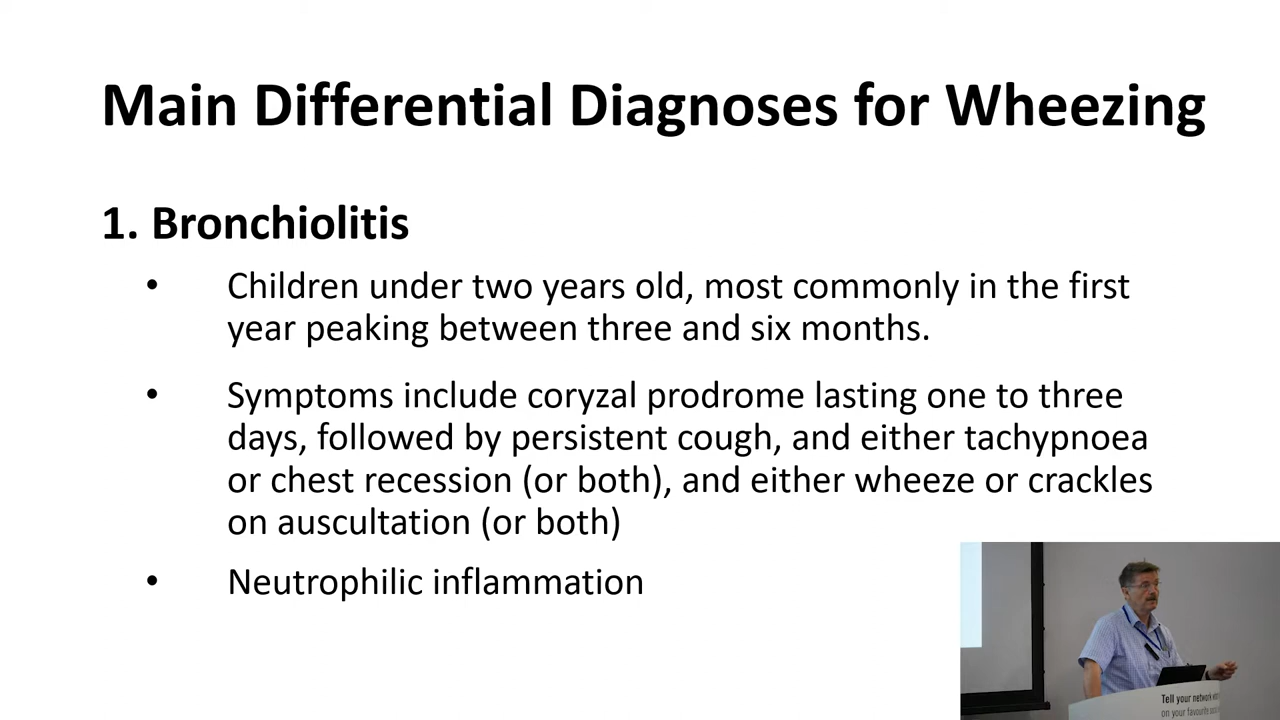 Main Differential Diagnoses for Wheezing
1. Bronchiolitis
• Children under two years old, most commonly in the first
year peaking between three and six months.
• Symptoms include coryzal prodrome lasting one to three
days, followed by persistent cough, and either tachypnoea
or chest recession (or both), and either wheeze or crackles
on auscultation (or both)
• Neutrophilic inflammation
Tell your network
on your favourite